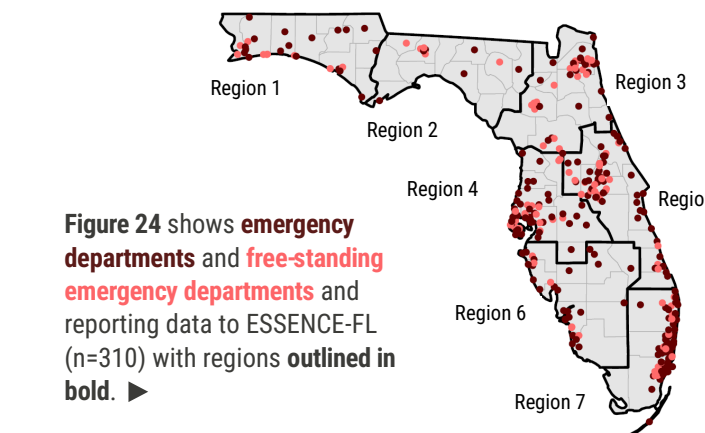 Region 1
Region 3
Region 2
Region 4
Regio
Figure 24 shows emergency
departments and free-standing
emergency departments and
reporting data to ESSENCE-FL
(n=310) with regions outlined in
bold. ▶
Region 6
Region 7